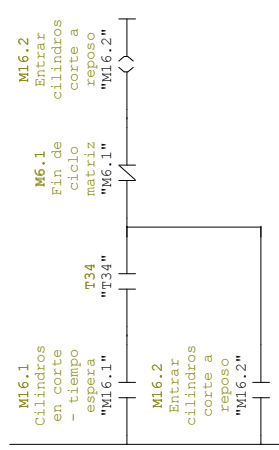 M16.1
Cilindros
en corte
- tiempo
espera
"M16.1"
T34
"T34"
M6.1
Fin de
ciclo
matriz
"M6.1"
M16.2
Entrar
cilindros
corte a
reposo
"M16.2"
M16.2
Entrar
cilindros
corte a
reposo
"M16.2"